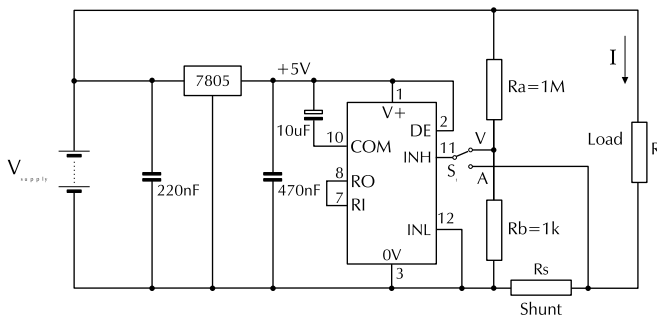 7805
+5V
I
1
V+
Ra=1M
10uF
DE
2
V
10
COM
INH
11
Load
R
V
supply
S
A
8
RO
220nF
470nF
7
RI
12
INL
Rb=1k
0V
3
Rs
Shunt